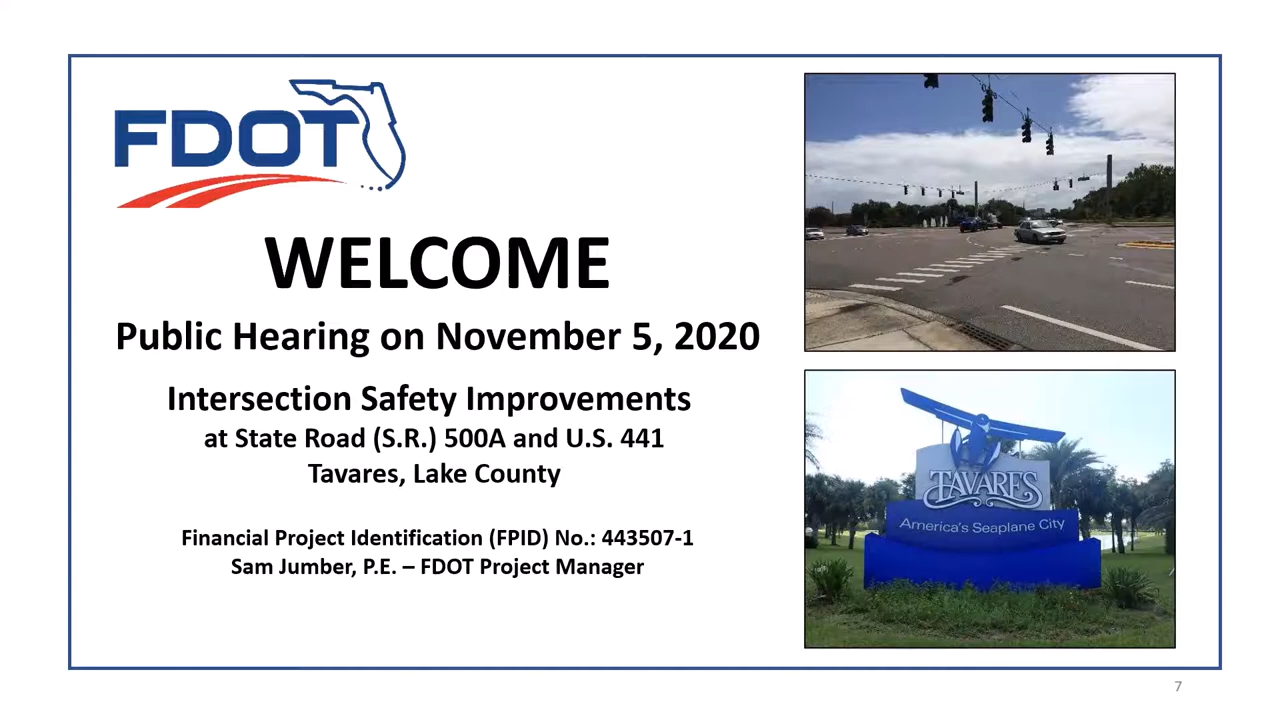 FDOT
WELCOME
Public Hearing on November 5, 2020
Intersection Safety Improvements
at State Road (S.R.) 500A and U.S. 441
Tavares, Lake County
Financial Project Identification (FPID) No.: 443507-1
Sam Jumber, P.E. – FDOT Project Manager
TAVARES
America's Seaplane City
7